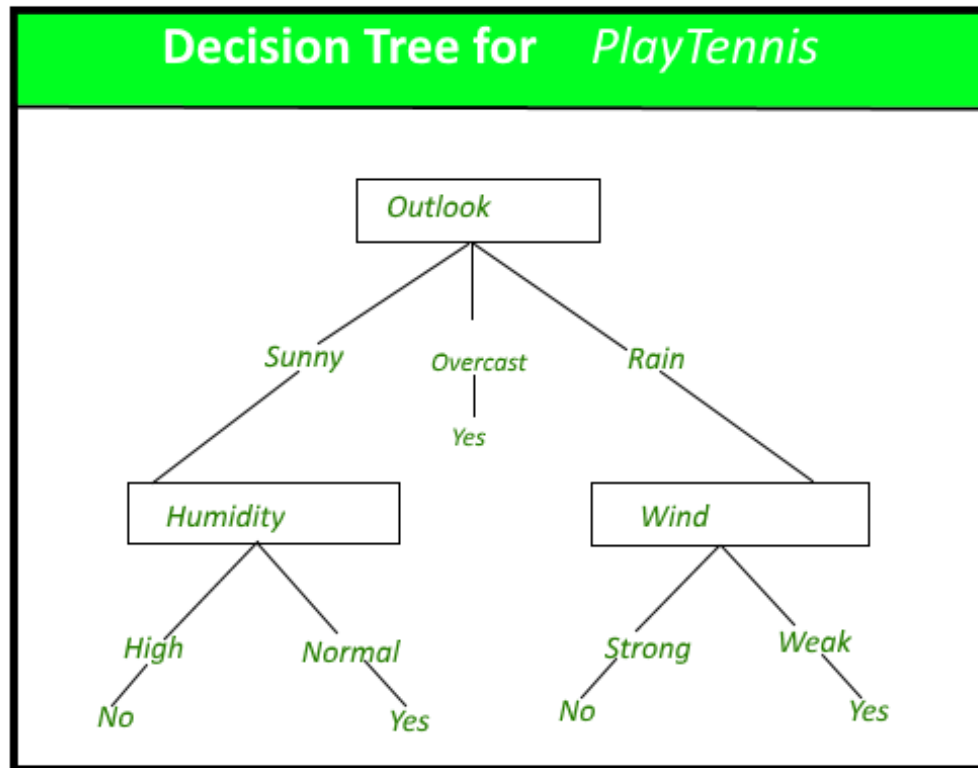 Decision Tree for PlayTennis
Outlook
Sunny Overcast Rain
Yes
Humidity Wind
High Normal Strong Weak
No Yes No Yes